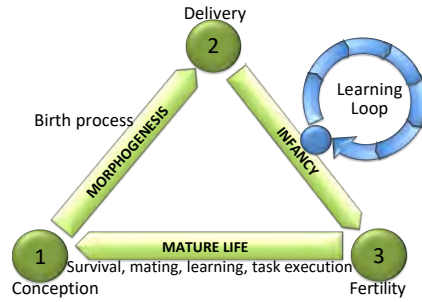 Delivery
2
Learning
Loop
Birth process
MORPHOGENESIS
INFANCY
1
MATURE LIFE
3
Survival, mating, learning, task execution
Conception
Fertility